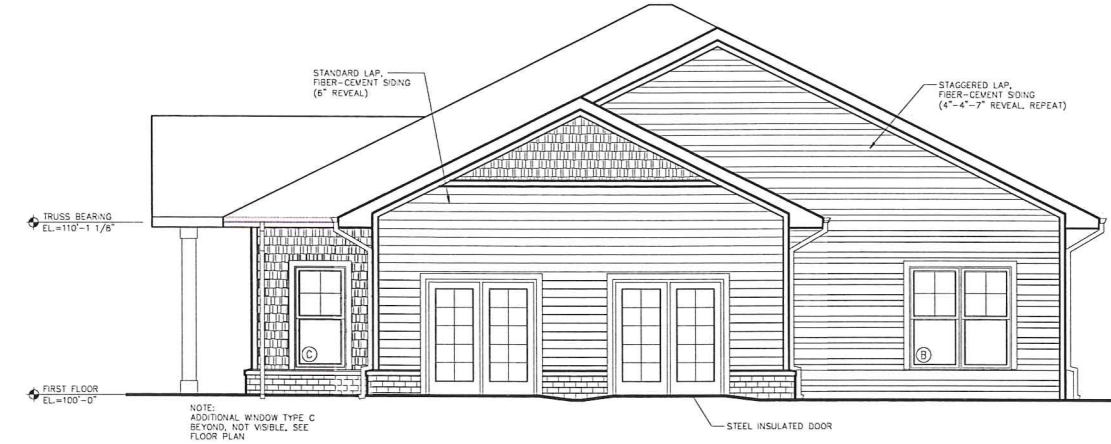 STANDARD LAP,
FIBER-CEMENT SIDING
(6" REVEAL)
STAGGERED LAP,
FIBER-CEMENT SIDING
(4"-4"-7" REVEAL, REPEAT)
TRUSS BEARING
EL.=110'-1 1/8"
C
B
FIRST FLOOR
EL.=100'-0"
NOTE:
ADDITIONAL WINDOW TYPE C
BEYOND, NOT VISIBLE. SEE
FLOOR PLAN
STEEL INSULATED DOOR